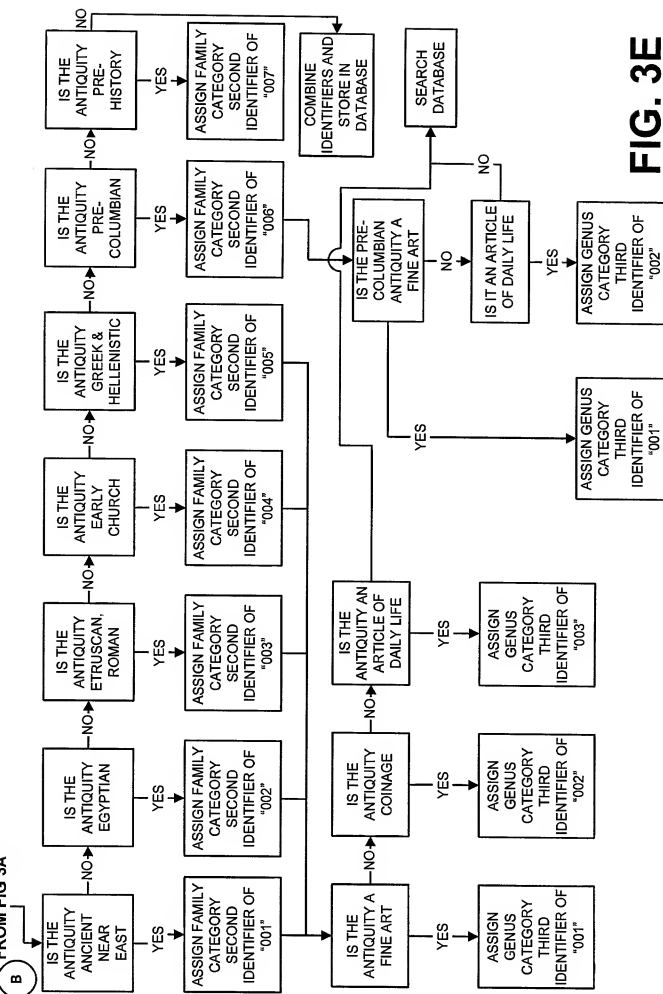 B
FROM FIG 3A
IS THE
ANTIQUITY
ANCIENT
NEAR
EAST
NO
IS THE
ANTIQUITY
EGYPTIAN
NO
IS THE
ANTIQUITY
ETRUSCAN,
ROMAN
NO
IS THE
ANTIQUITY
EARLY
CHURCH
NO
IS THE
ANTIQUITY
GREEK &
HELLENISTIC
NO
IS THE
ANTIQUITY
PRE-
COLUMBIAN
NO
IS THE
ANTIQUITY
PRE-
HISTORY
NO
YES
YES
YES
YES
YES
YES
YES
ASSIGN FAMILY
CATEGORY
SECOND
IDENTIFIER OF
"001"
ASSIGN FAMILY
CATEGORY
SECOND
IDENTIFIER OF
"002"
ASSIGN FAMILY
CATEGORY
SECOND
IDENTIFIER OF
"003"
ASSIGN FAMILY
CATEGORY
SECOND
IDENTIFIER OF
"004"
ASSIGN FAMILY
CATEGORY
SECOND
IDENTIFIER OF
"005"
ASSIGN FAMILY
CATEGORY
SECOND
IDENTIFIER OF
"006"
ASSIGN FAMILY
CATEGORY
SECOND
IDENTIFIER OF
"007"
COMBINE
IDENTIFIERS AND
STORE IN
DATABASE
IS THE
ANTIQUITY A
FINE ART
NO
IS THE
ANTIQUITY
COINAGE
NO
IS THE
ANTIQUITY AN
ARTICLE OF
DAILY LIFE
IS THE PRE-
COLUMBIAN
ANTIQUITY A
FINE ART
SEARCH
DATABASE
YES
YES
YES
YES
NO
NO
IS IT AN ARTICLE
OF DAILY LIFE
YES
ASSIGN
GENUS
CATEGORY
THIRD
IDENTIFIER OF
"001"
ASSIGN
GENUS
CATEGORY
THIRD
IDENTIFIER OF
"002"
ASSIGN
GENUS
CATEGORY
THIRD
IDENTIFIER OF
"003"
ASSIGN GENUS
CATEGORY
THIRD
IDENTIFIER OF
"001"
ASSIGN GENUS
CATEGORY
THIRD
IDENTIFIER OF
"002"
FIG. 3E